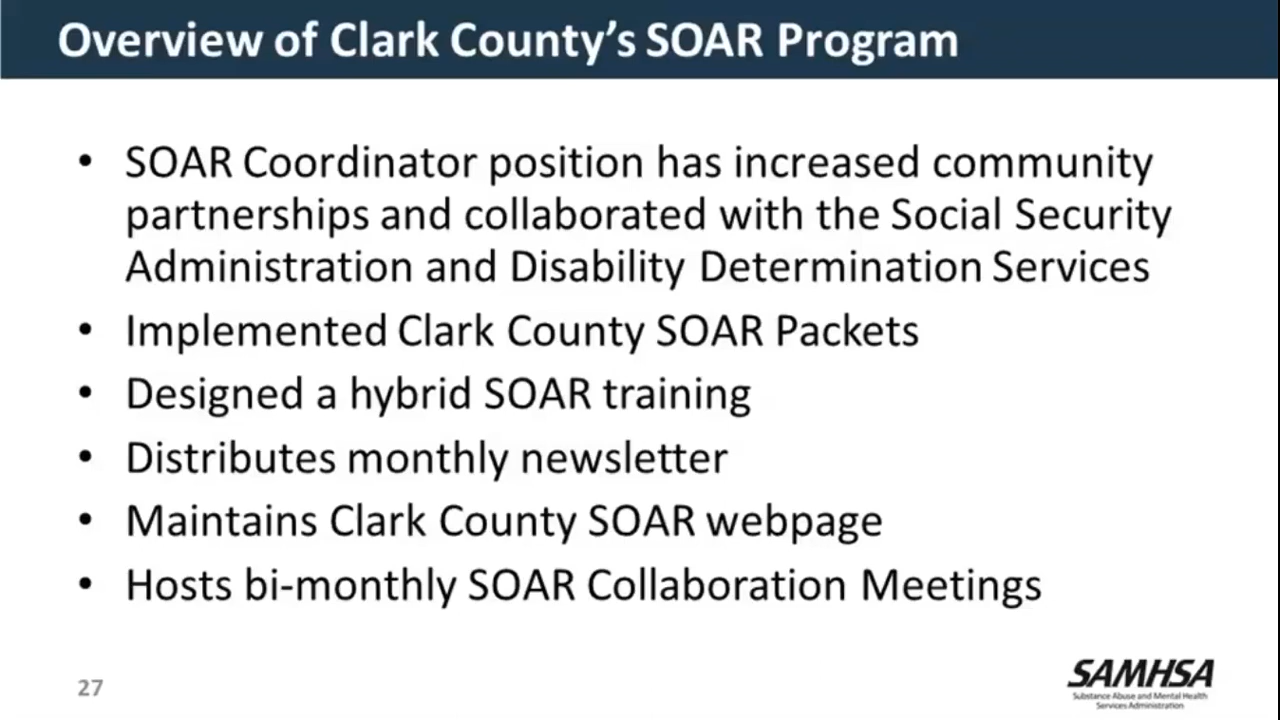 Overview of Clark County’s SOAR Program
• SOAR Coordinator position has increased community
partnerships and collaborated with the Social Security
Administration and Disability Determination Services
• Implemented Clark County SOAR Packets
• Designed a hybrid SOAR training
• Distributes monthly newsletter
• Maintains Clark County SOAR webpage
• Hosts bi-monthly SOAR Collaboration Meetings
27
SAMHSA
Substance Abuse and Mental Health
Services Administration